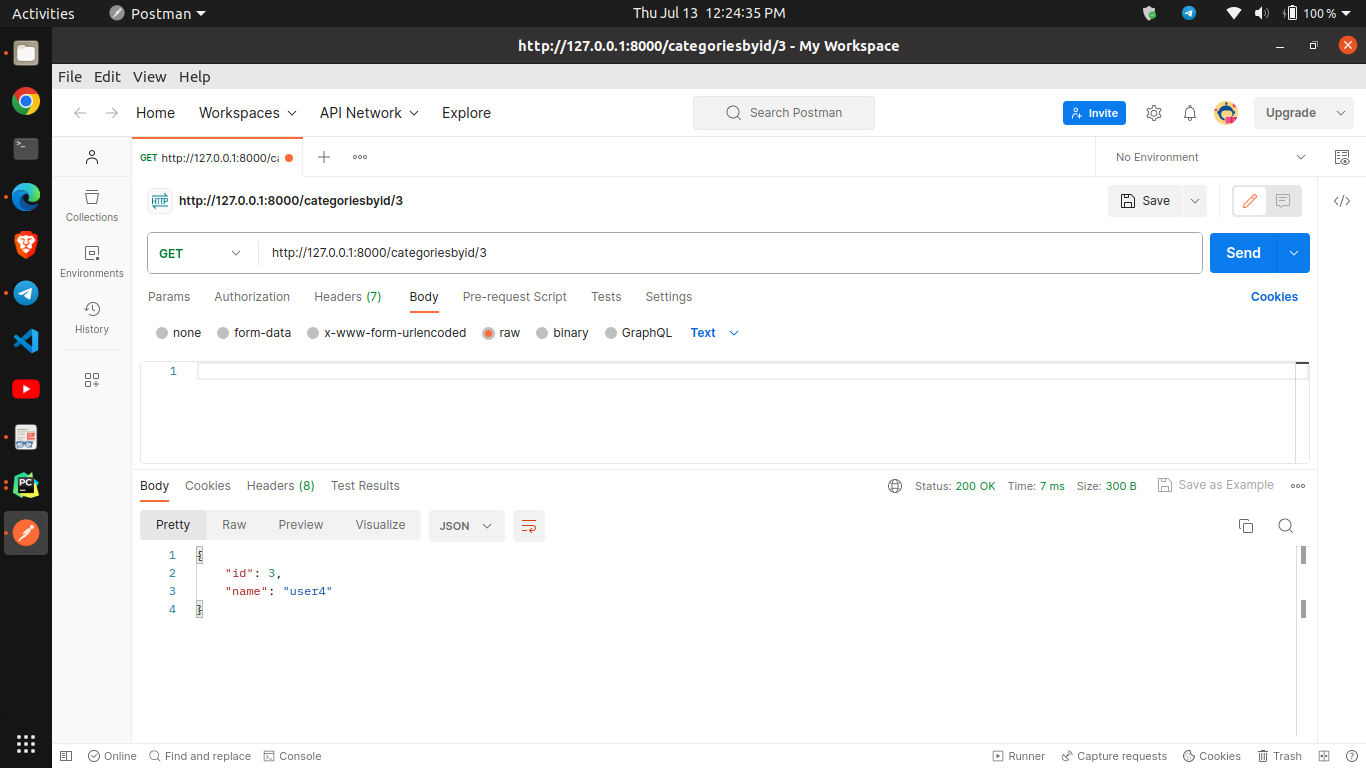 Activities Postman Thu Jul 13 12:24:35 PM 100 %
http://127.0.0.1:8000/categoriesbyid/3 - My Workspace
File Edit View Help
Home Workspaces API Network Explore Search Postman Invite Upgrade
GET http://127.0.0.1:8000/ca No Environment
HTTP http://127.0.0.1:8000/categoriesbyid/3 Save
Collections
Environments
History
GET http://127.0.0.1:8000/categoriesbyid/3 Send
Params Authorization Headers (7) Body Pre-request Script Tests Settings Cookies
none form-data x-www-form-urlencoded raw binary GraphQL Text
1
Body Cookies Headers (8) Test Results Status: 200 OK Time: 7 ms Size: 300 B Save as Example
Pretty Raw Preview Visualize JSON
1 {
2 "id": 3,
3 "name": "user4"
4 }
Online Find and replace Console Runner Capture requests Cookies Trash
PC